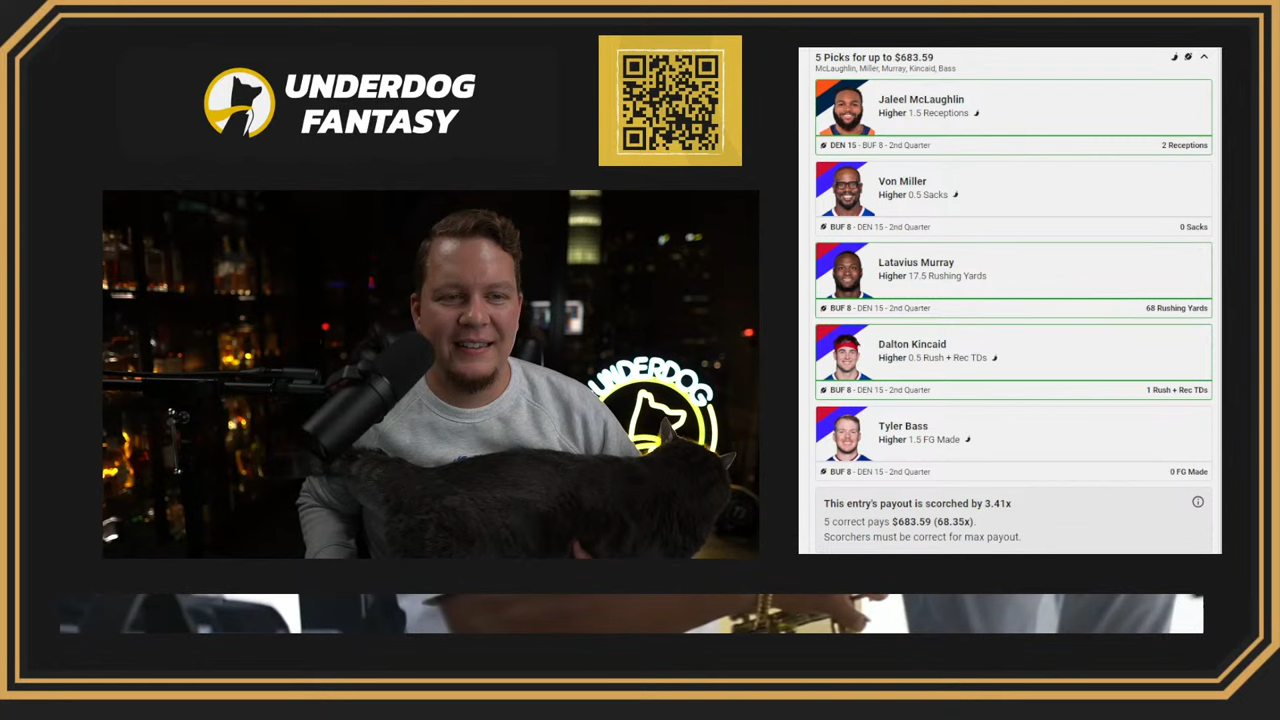 UNDERDOG
FANTASY
UNDERDOG
5 Picks for up to $683.59
McLaughlin, Miller, Murray, Kincaid, Bass
Jaleel McLaughlin
Higher 1.5 Receptions
DEN 15 - BUF 8 - 2nd Quarter
2 Receptions
Von Miller
Higher 0.5 Sacks
BUF 8 - DEN 15 - 2nd Quarter
0 Sacks
Latavius Murray
Higher 17.5 Rushing Yards
BUF 8 - DEN 15 - 2nd Quarter
68 Rushing Yards
Dalton Kincaid
Higher 0.5 Rush + Rec TDs
BUF 8 - DEN 15 - 2nd Quarter
1 Rush + Rec TDs
Tyler Bass
Higher 1.5 FG Made
BUF 8 - DEN 15 - 2nd Quarter
0 FG Made
This entry's payout is scorched by 3.41x
5 correct pays $683.59 (68.35x).
Scorchers must be correct for max payout.